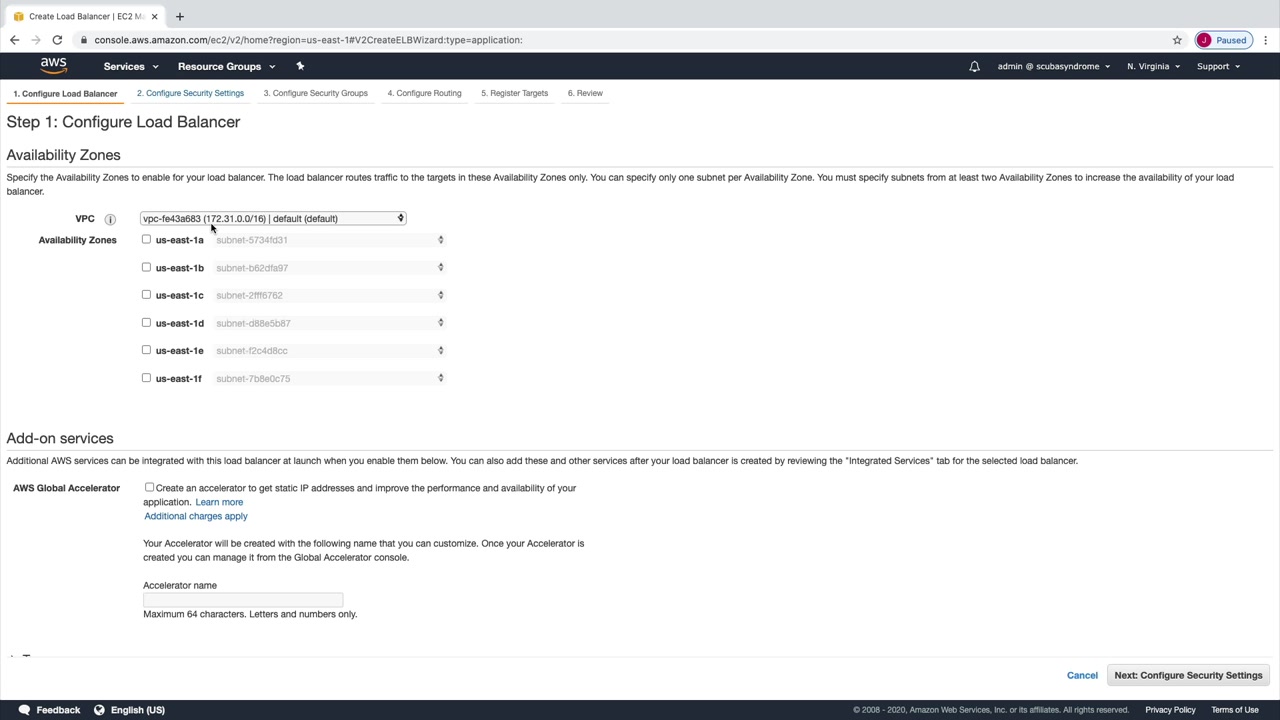 Create Load Balancer | EC2 Ma
console.aws.amazon.com/ec2/v2/home?region=us-east-1#V2CreateELBWizard:type=application:
J Paused
aws Services Resource Groups admin @ scubasyndrome N. Virginia Support
1. Configure Load Balancer 2. Configure Security Settings 3. Configure Security Groups 4. Configure Routing 5. Register Targets 6. Review
Step 1: Configure Load Balancer
Availability Zones
Specify the Availability Zones to enable for your load balancer. The load balancer routes traffic to the targets in these Availability Zones only. You can specify only one subnet per Availability Zone. You must specify subnets from at least two Availability Zones to increase the availability of your load
balancer.
VPC i vpc-fe43a683 (172.31.0.0/16) | default (default)
Availability Zones us-east-1a subnet-5734fd31
us-east-1b subnet-b62dfa97
us-east-1c subnet-2fff6762
us-east-1d subnet-d88e5b87
us-east-1e subnet-f2c4d8cc
us-east-1f subnet-7b8e0c75
Add-on services
Additional AWS services can be integrated with this load balancer at launch when you enable them below. You can also add these and other services after your load balancer is created by reviewing the "Integrated Services" tab for the selected load balancer.
AWS Global Accelerator Create an accelerator to get static IP addresses and improve the performance and availability of your
application. Learn more
Additional charges apply
Your Accelerator will be created with the following name that you can customize. Once your Accelerator is
created you can manage it from the Global Accelerator console.
Accelerator name
Maximum 64 characters. Letters and numbers only.
Cancel Next: Configure Security Settings
Feedback English (US) © 2008 - 2020, Amazon Web Services, Inc. or its affiliates. All rights reserved. Privacy Policy Terms of Use